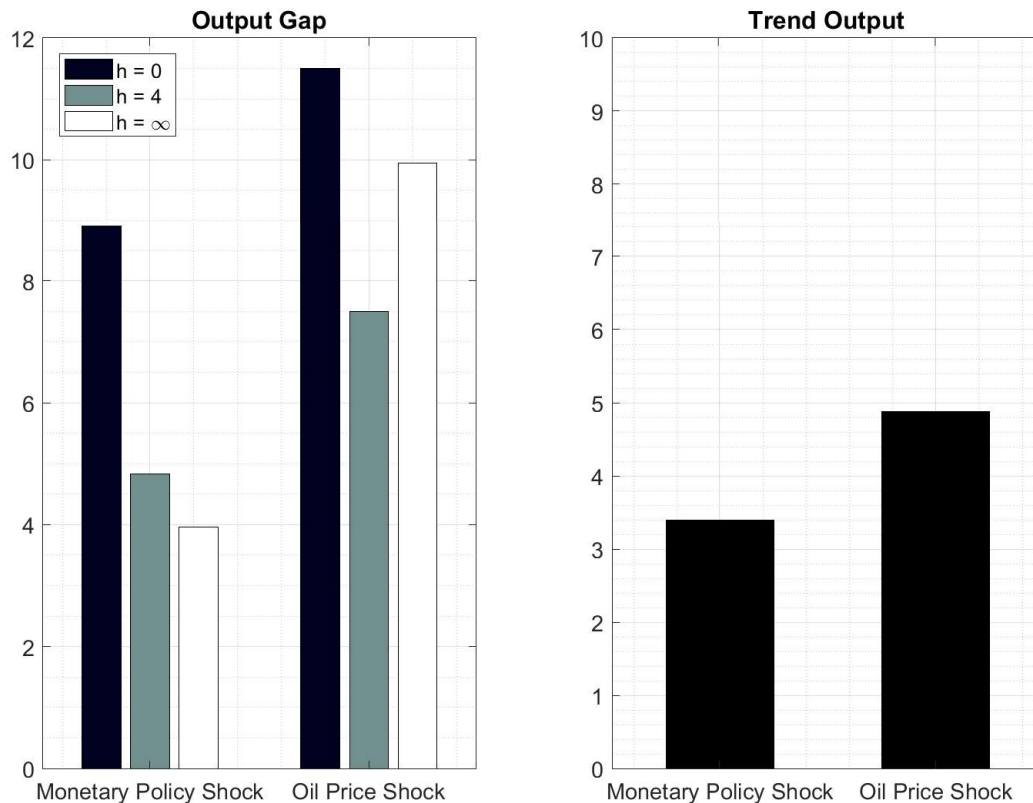 Output Gap
12
10
8
6
4
2
0
h = 0
h = 4
h = ∞
Monetary Policy Shock
Oil Price Shock
Trend Output
10
9
8
7
6
5
4
3
2
1
0
Monetary Policy Shock
Oil Price Shock